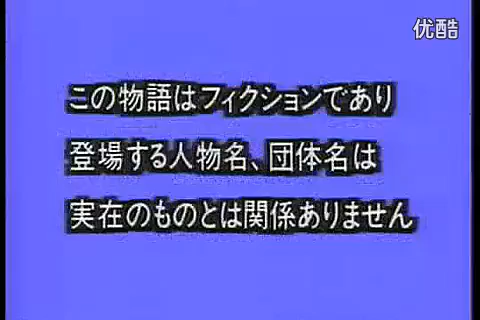 优酷
この物語はフィクションであり
登場する人物名、団体名は
実在のものとは関係ありません